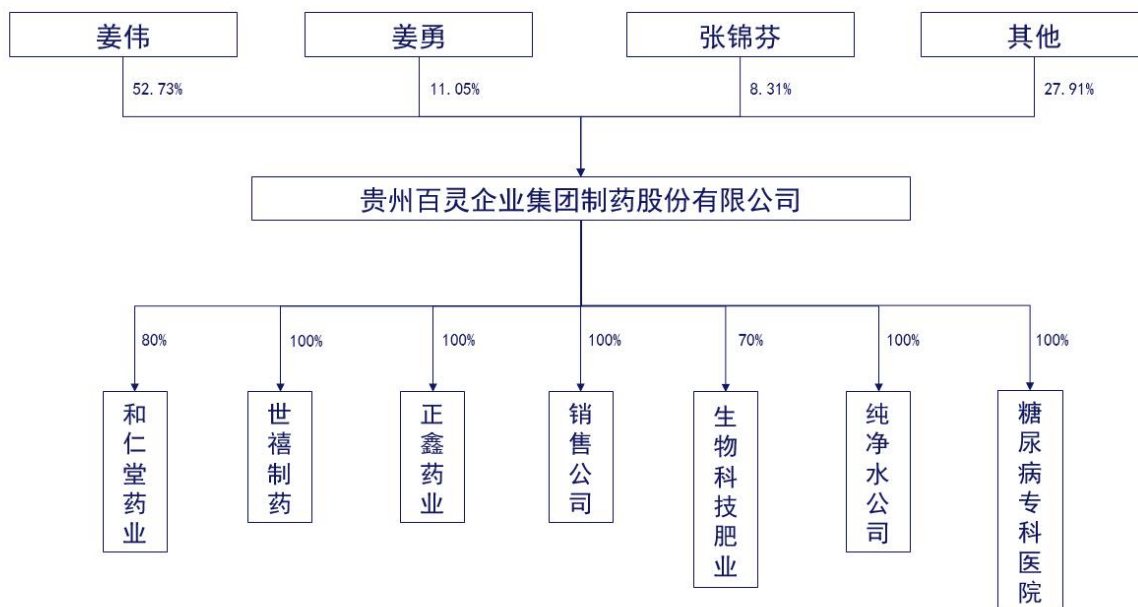 姜伟
姜勇
张锦芬
其他
52.73%
11.05%
8.31%
27.91%
贵州百灵企业集团制药股份有限公司
80%
100%
100%
100%
70%
100%
100%
和仁堂药业
世禧制药
正鑫药业
销售公司
生物科技肥业
纯净水公司
糖尿病专科医院